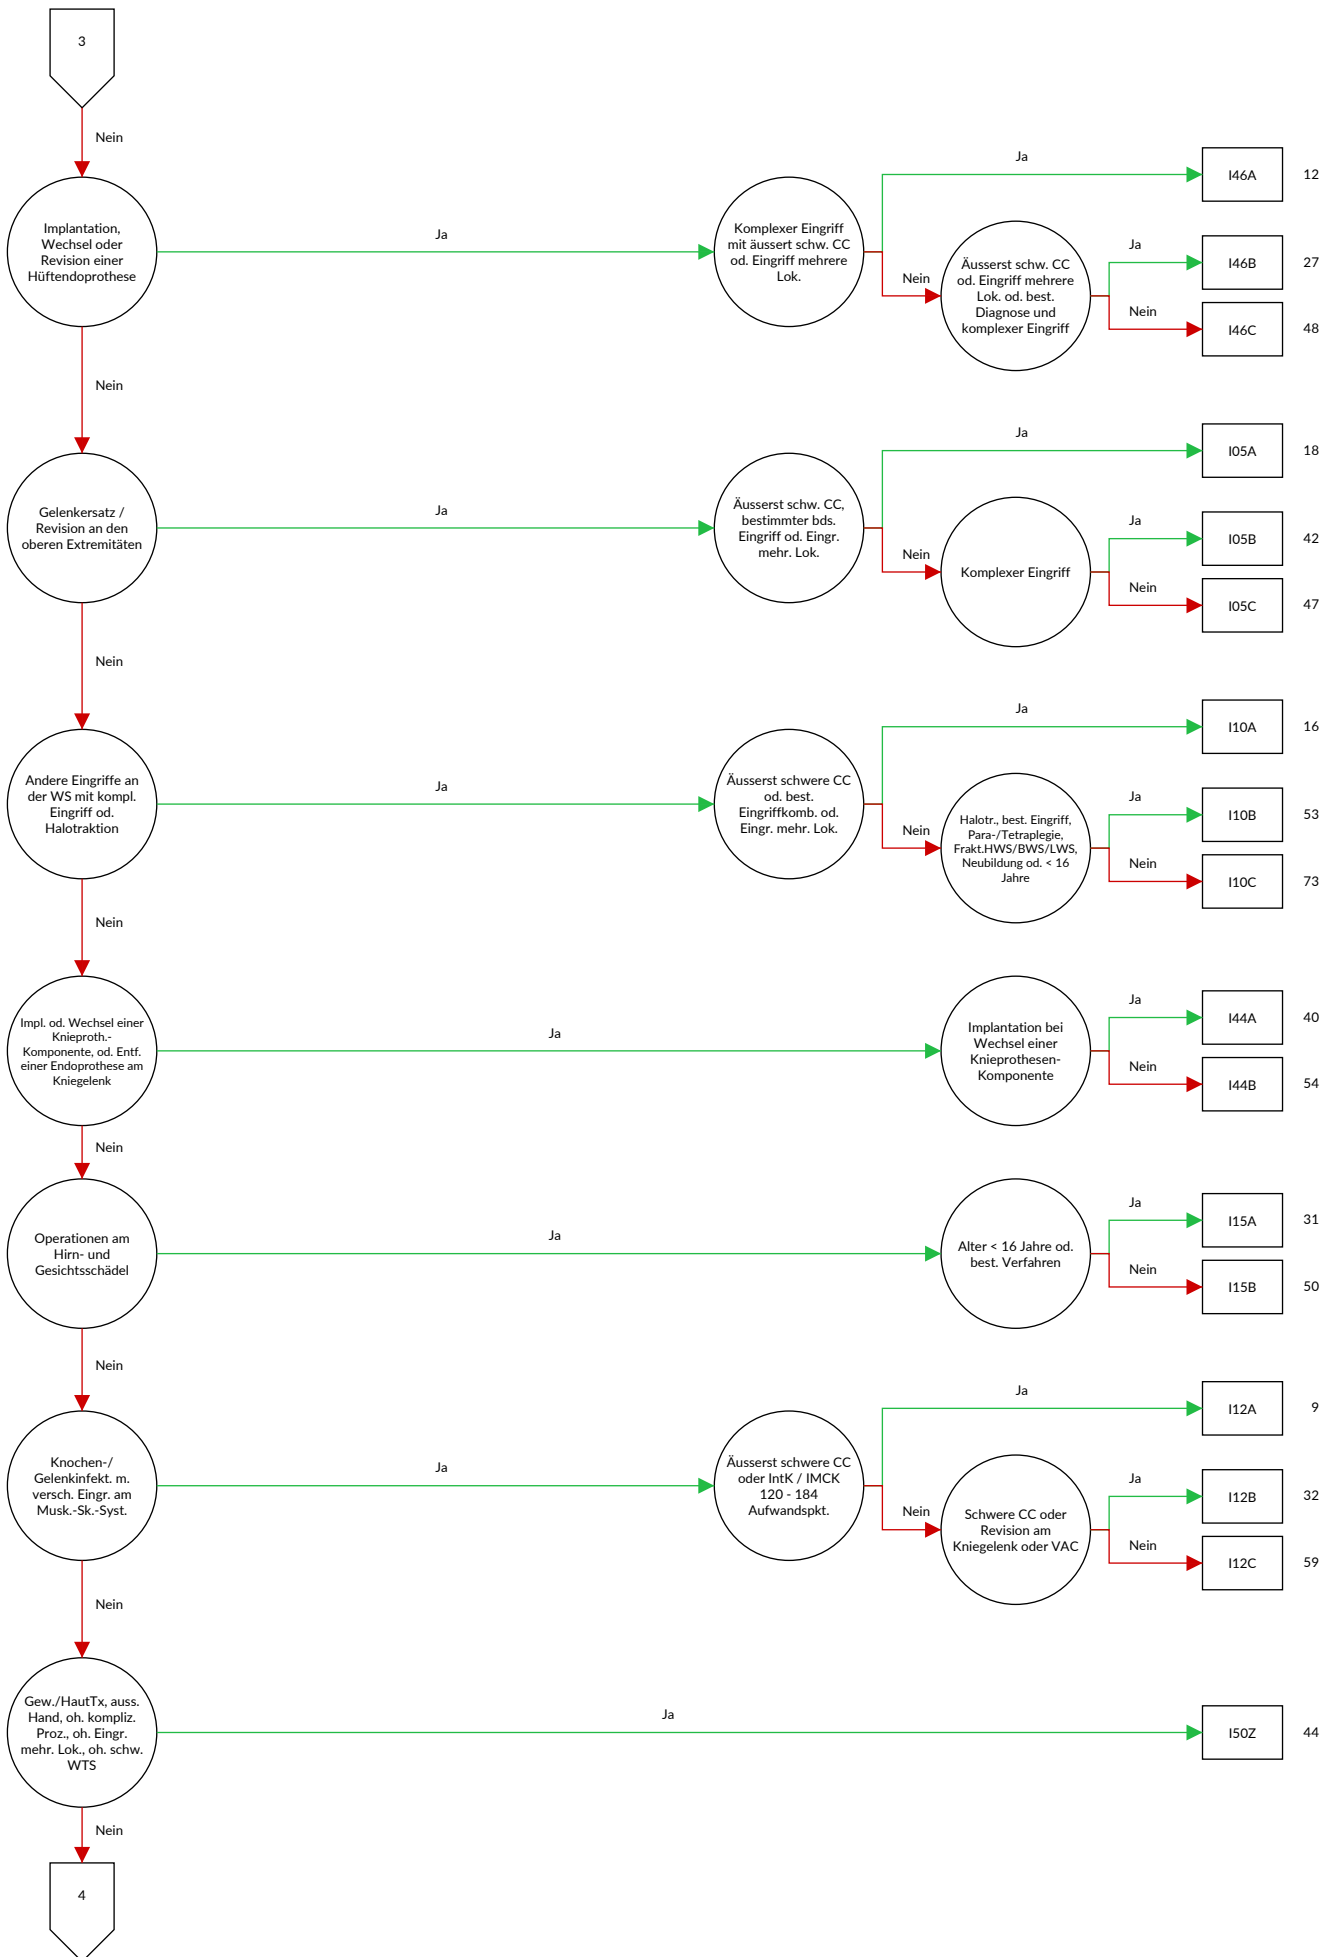 3
Nein
Implantation,
Wechsel oder
Revision einer
Hüftendoprothese
Ja
Komplexer Eingriff
mit äussert schw. CC
od. Eingriff mehrere
Lok.
Ja
I46A
12
Nein
Äusserst schw. CC
od. Eingriff mehrere
Lok. od. best.
Diagnose und
komplexer Eingriff
Ja
I46B
27
Nein
I46C
48
Nein
Gelenkersatz /
Revision an den
oberen Extremitäten
Ja
Äusserst schw. CC,
bestimmter bds.
Eingriff od. Eingr.
mehr. Lok.
Ja
I05A
18
Nein
Komplexer Eingriff
Ja
I05B
42
Nein
I05C
47
Nein
Andere Eingriffe an
der WS mit kompl.
Eingriff od.
Halotraktion
Ja
Äusserst schwere CC
od. best.
Eingriffkomb. od.
Eingr. mehr. Lok.
Ja
I10A
16
Nein
Halotr., best. Eingriff,
Para-/Tetraplegie,
Frakt.HWS/BWS/LWS,
Neubildung od. < 16
Jahre
Ja
I10B
53
Nein
I10C
73
Nein
Impl. od. Wechsel einer
Knieproth.-
Komponente, od. Entf.
einer Endoprothese am
Kniegelenk
Ja
Implantation bei
Wechsel einer
Knieprothesen-
Komponente
Ja
I44A
40
Nein
I44B
54
Nein
Operationen am
Hirn- und
Gesichtsschädel
Ja
Alter < 16 Jahre od.
best. Verfahren
Ja
I15A
31
Nein
I15B
50
Nein
Knochen-/
Gelenkinfekt. m.
versch. Eingr. am
Musk.-Sk.-Syst.
Ja
Äusserst schwere CC
oder IntK / IMCK
120 - 184
Aufwandspkt.
Ja
I12A
9
Nein
Schwere CC oder
Revision am
Kniegelenk oder VAC
Ja
I12B
32
Nein
I12C
59
Nein
Gew./HautTx, auss.
Hand, oh. kompliz.
Proz., oh. Eingr.
mehr. Lok., oh. schw.
WTS
Ja
I50Z
44
Nein
4